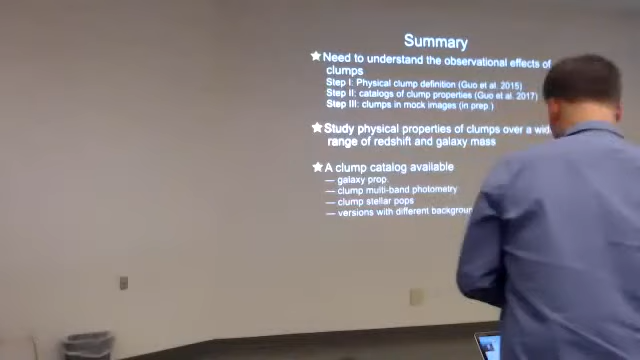 Summary
Need to understand the observational effects of
clumps
Step I: Physical clump definition (Guo et al. 2015)
Step II: catalogs of clump properties (Guo et al. 2017)
Step III: clumps in mock images (in prep.)
Study physical properties of clumps over a
range of redshift and galaxy mass
A clump catalog available
— galaxy prop.
— clump multi-band photometry
— clump stellar pops
— versions with different